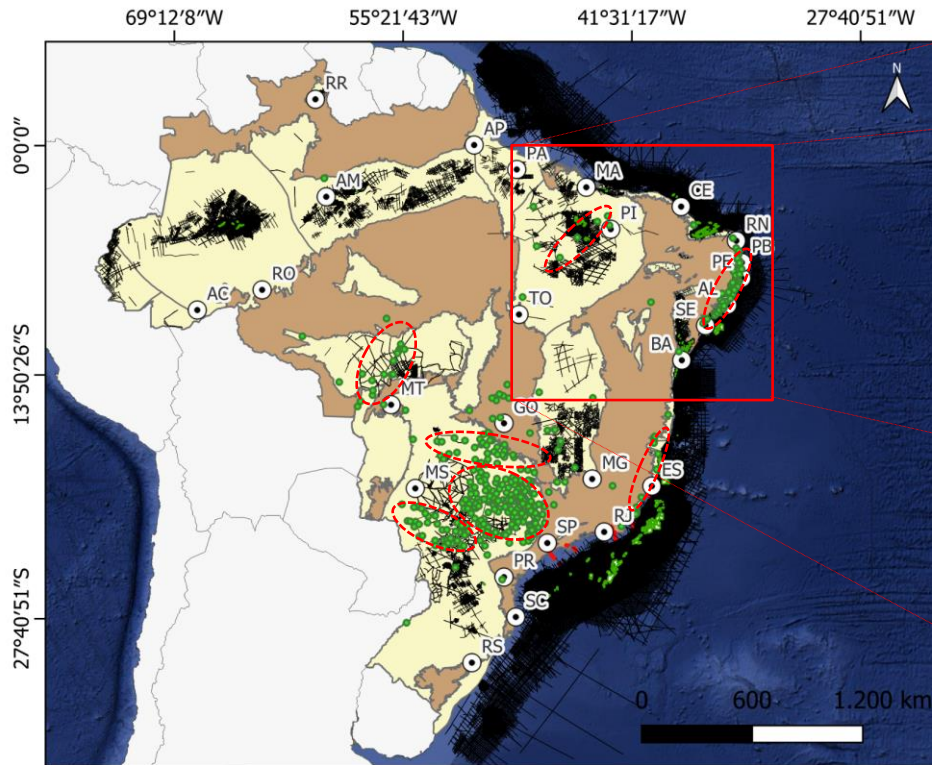 69°12'8"W 55°21'43"W 41°31'17"W 27°40'51"W
N
RR
0°0'0"
AP
PA
AM
MA
CE
PI
RN
PB
PE
RO
AC
TO
AL
SE
13°50'26"S
BA
MT
GO
MS
MG
ES
SP
RJ
PR
27°40'51"S
SC
RS
0 600 1.200 km